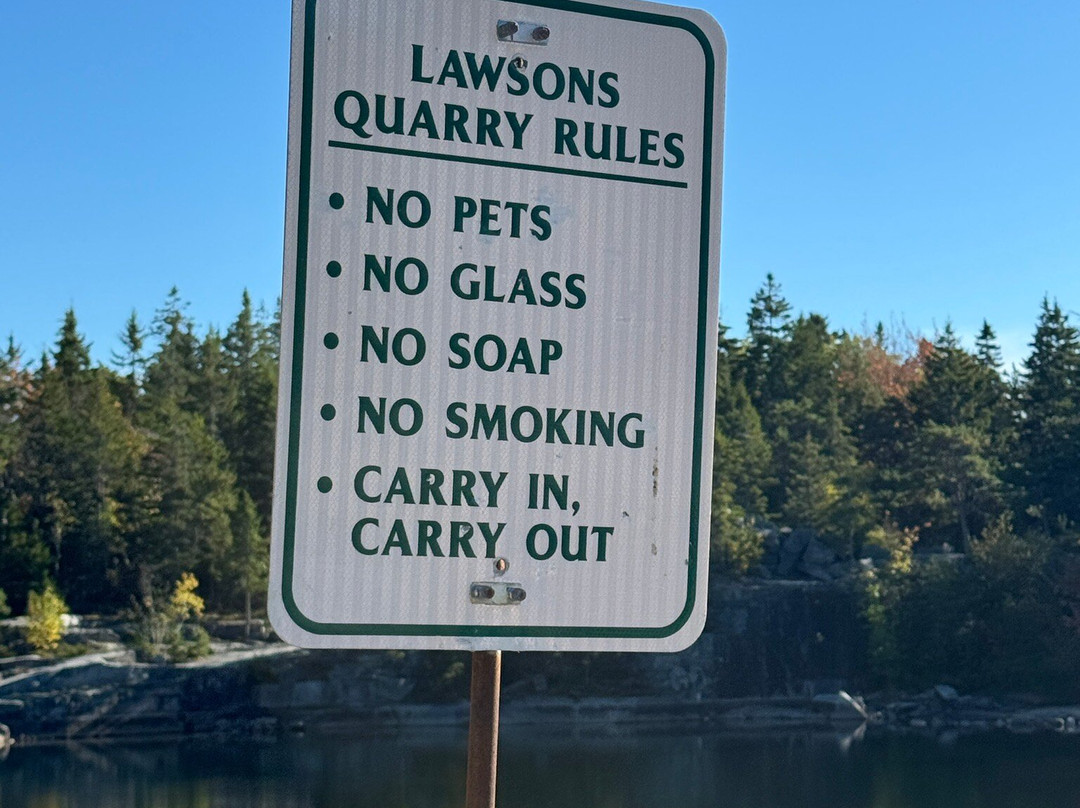 LAWSONS
QUARRY RULES
• NO PETS
• NO GLASS
• NO SOAP
• NO SMOKING
• CARRY IN,
CARRY OUT